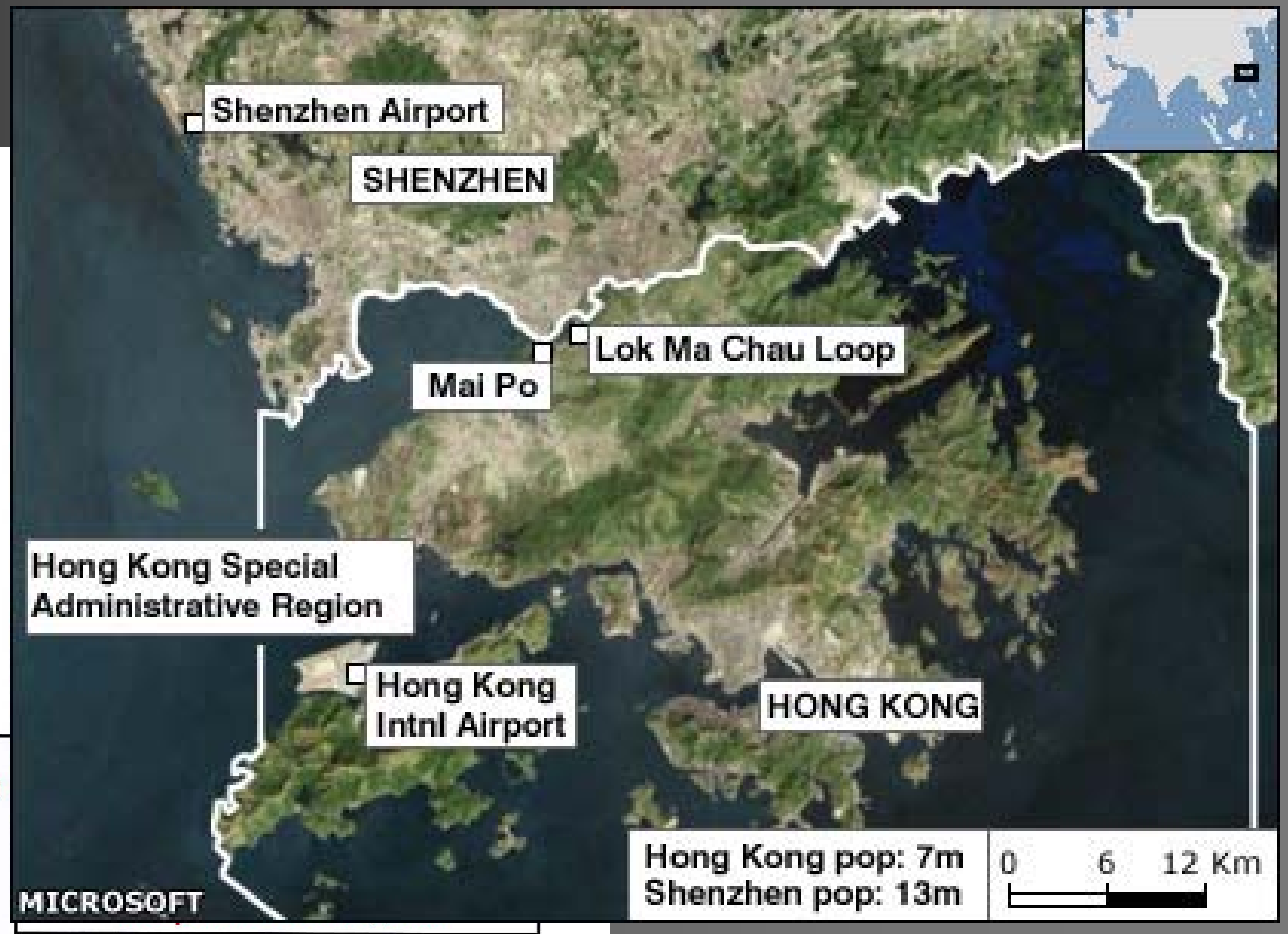 Shenzhen Airport
SHENZHEN
Lok Ma Chau Loop
Mai Po
Hong Kong Special
Administrative Region
Hong Kong
Intnl Airport
HONG KONG
Hong Kong pop: 7m
Shenzhen pop: 13m
0 6 12 Km
MICROSOFT